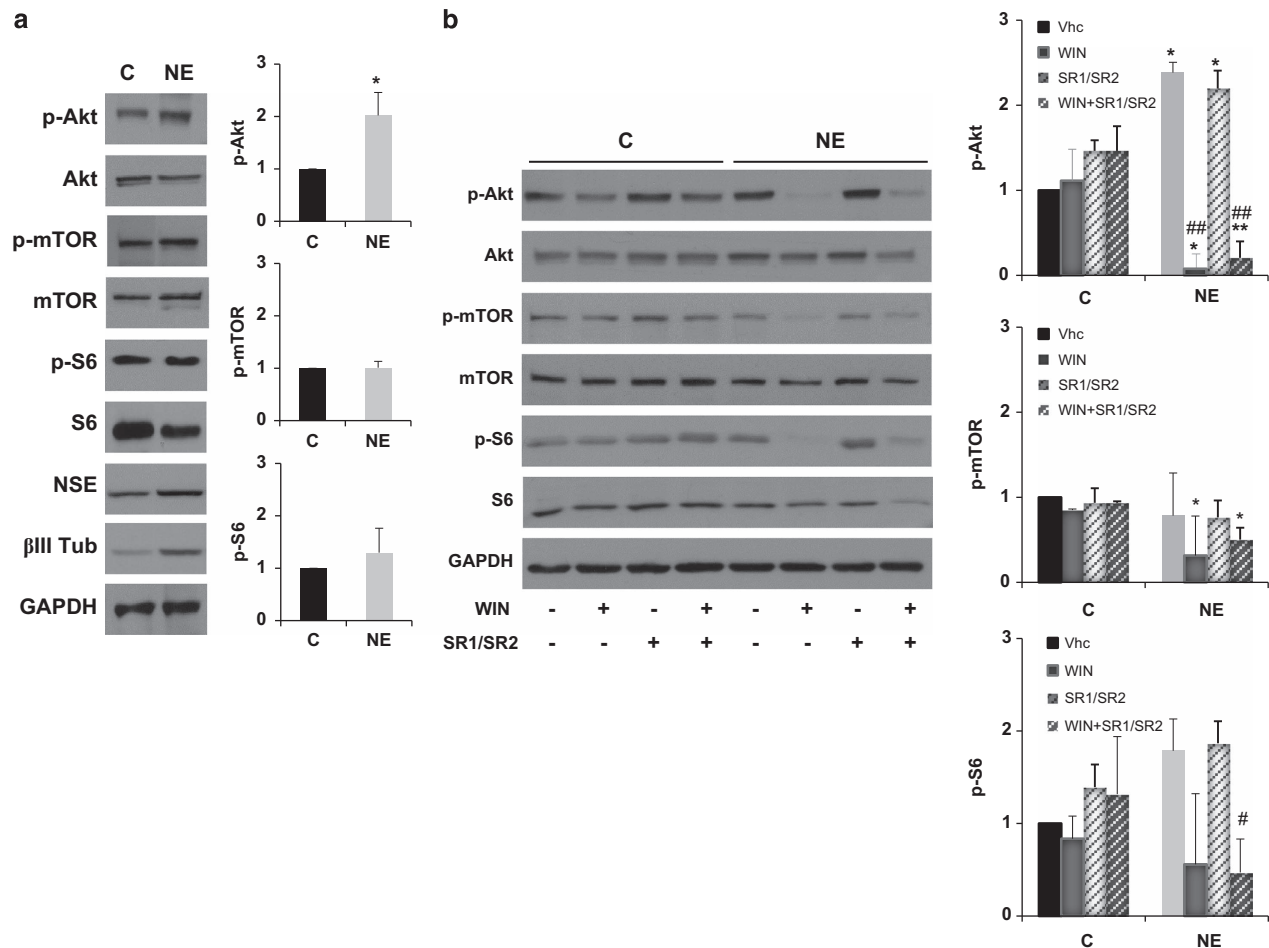 a
C NE
p-Akt
Akt
p-mTOR
mTOR
p-S6
S6
NSE
βIII Tub
GAPDH
3
2
1
0
p-Akt
*
C NE
3
2
1
0
p-mTOR
C NE
3
2
1
0
p-S6
C NE
b
C NE
p-Akt
Akt
p-mTOR
mTOR
p-S6
S6
GAPDH
WIN - + - + - + - +
SR1/SR2 - - + + - - + +
3
2
1
0
p-Akt
Vhc
WIN
SR1/SR2
WIN+SR1/SR2
* *
## ##
* **
C NE
3
2
1
0
p-mTOR
Vhc
WIN
SR1/SR2
WIN+SR1/SR2
* *
C NE
3
2
1
0
p-S6
Vhc
WIN
SR1/SR2
WIN+SR1/SR2
#
C NE